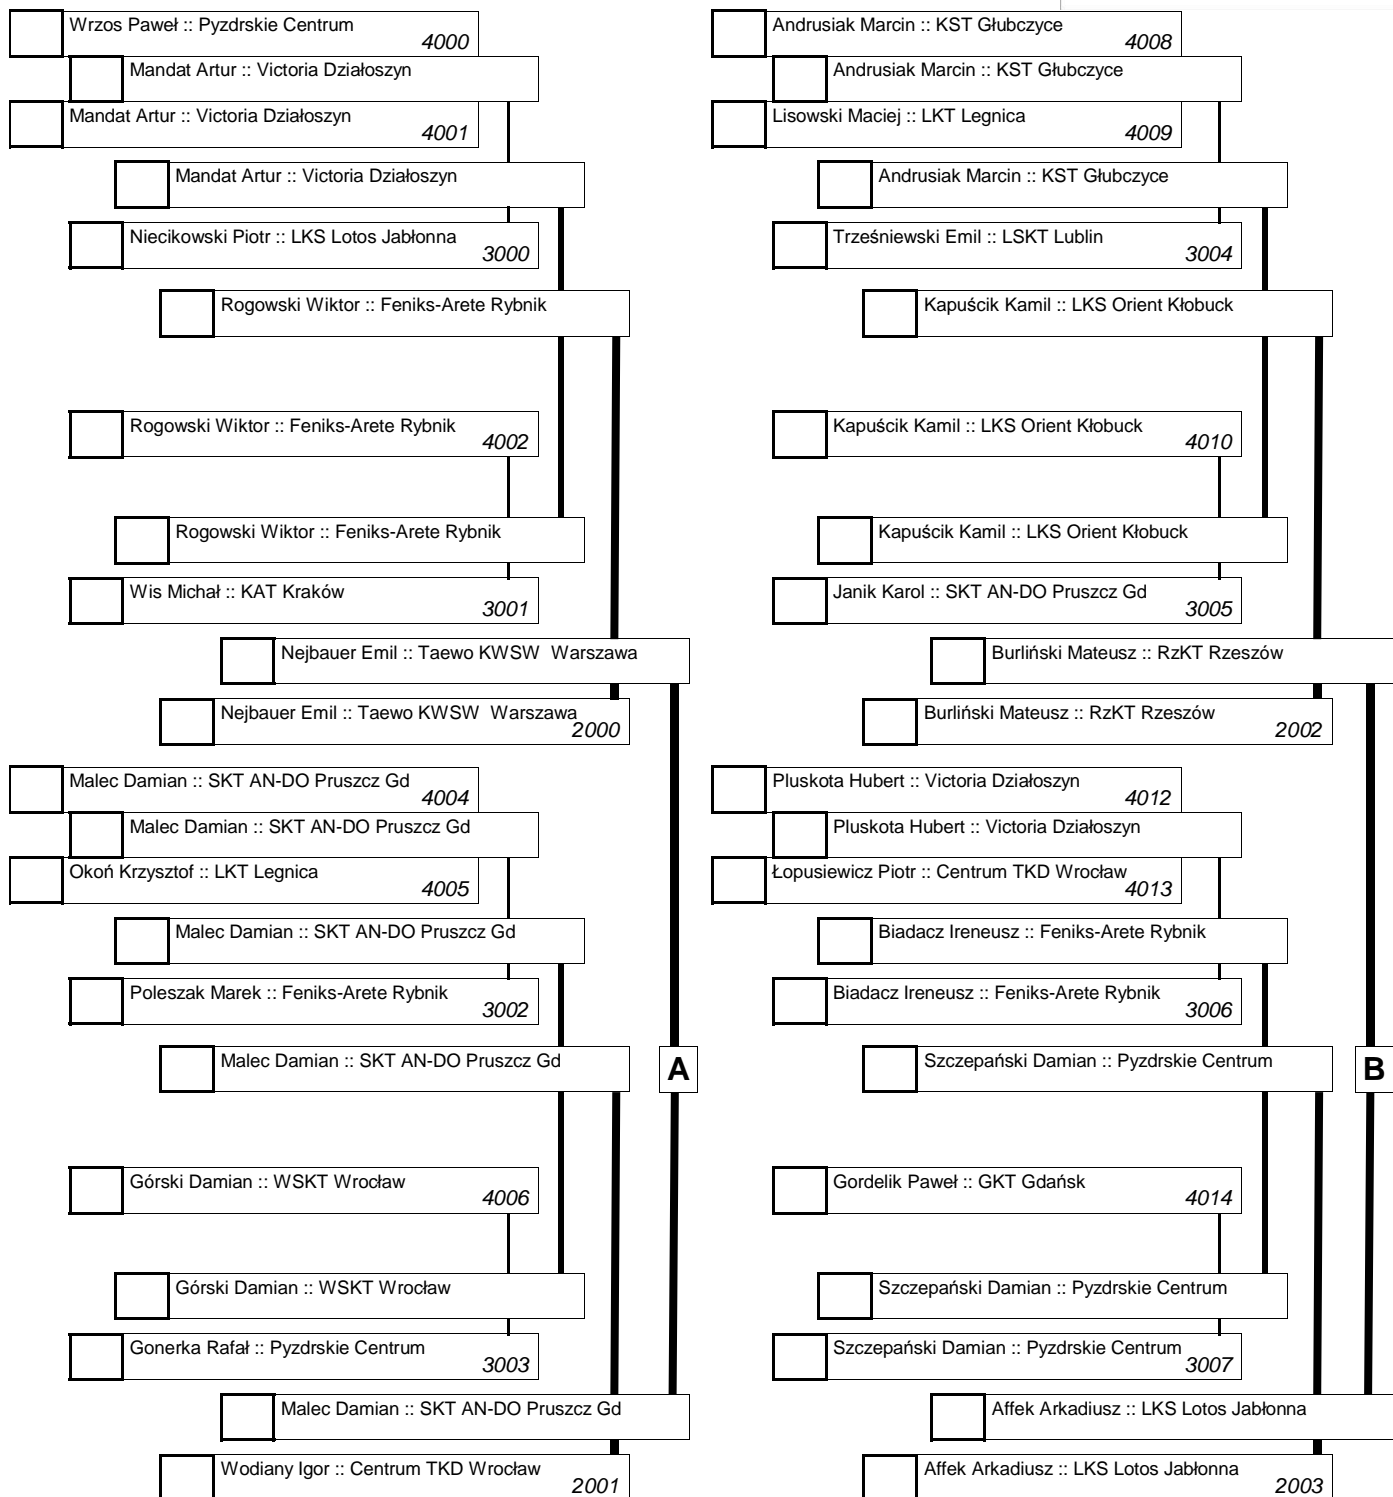 Wrzos Paweł :: Pyzdrskie Centrum
4000
Mandat Artur :: Victoria Działoszyn
Mandat Artur :: Victoria Działoszyn
4001
Mandat Artur :: Victoria Działoszyn
Niecikowski Piotr :: LKS Lotos Jabłonna
3000
Rogowski Wiktor :: Feniks-Arete Rybnik
Rogowski Wiktor :: Feniks-Arete Rybnik
4002
Rogowski Wiktor :: Feniks-Arete Rybnik
Wis Michał :: KAT Kraków
3001
Nejbauer Emil :: Taewo KWSW Warszawa
Nejbauer Emil :: Taewo KWSW Warszawa
2000
Malec Damian :: SKT AN-DO Pruszcz Gd
4004
Malec Damian :: SKT AN-DO Pruszcz Gd
Okoń Krzysztof :: LKT Legnica
4005
Malec Damian :: SKT AN-DO Pruszcz Gd
Poleszak Marek :: Feniks-Arete Rybnik
3002
Malec Damian :: SKT AN-DO Pruszcz Gd
A
Górski Damian :: WSKT Wrocław
4006
Górski Damian :: WSKT Wrocław
Gonerka Rafał :: Pyzdrskie Centrum
3003
Malec Damian :: SKT AN-DO Pruszcz Gd
Wodiany Igor :: Centrum TKD Wrocław
2001
Andrusiak Marcin :: KST Głubczyce
4008
Andrusiak Marcin :: KST Głubczyce
Lisowski Maciej :: LKT Legnica
4009
Andrusiak Marcin :: KST Głubczyce
Trześniewski Emil :: LSKT Lublin
3004
Kapuścik Kamil :: LKS Orient Kłobuck
Kapuścik Kamil :: LKS Orient Kłobuck
4010
Kapuścik Kamil :: LKS Orient Kłobuck
Janik Karol :: SKT AN-DO Pruszcz Gd
3005
Burliński Mateusz :: RzKT Rzeszów
Burliński Mateusz :: RzKT Rzeszów
2002
Pluskota Hubert :: Victoria Działoszyn
4012
Pluskota Hubert :: Victoria Działoszyn
Łopusiewicz Piotr :: Centrum TKD Wrocław
4013
Biadacz Ireneusz :: Feniks-Arete Rybnik
Biadacz Ireneusz :: Feniks-Arete Rybnik
3006
Szczepański Damian :: Pyzdrskie Centrum
B
Gordelik Paweł :: GKT Gdańsk
4014
Szczepański Damian :: Pyzdrskie Centrum
Szczepański Damian :: Pyzdrskie Centrum
3007
Affek Arkadiusz :: LKS Lotos Jabłonna
Affek Arkadiusz :: LKS Lotos Jabłonna
2003